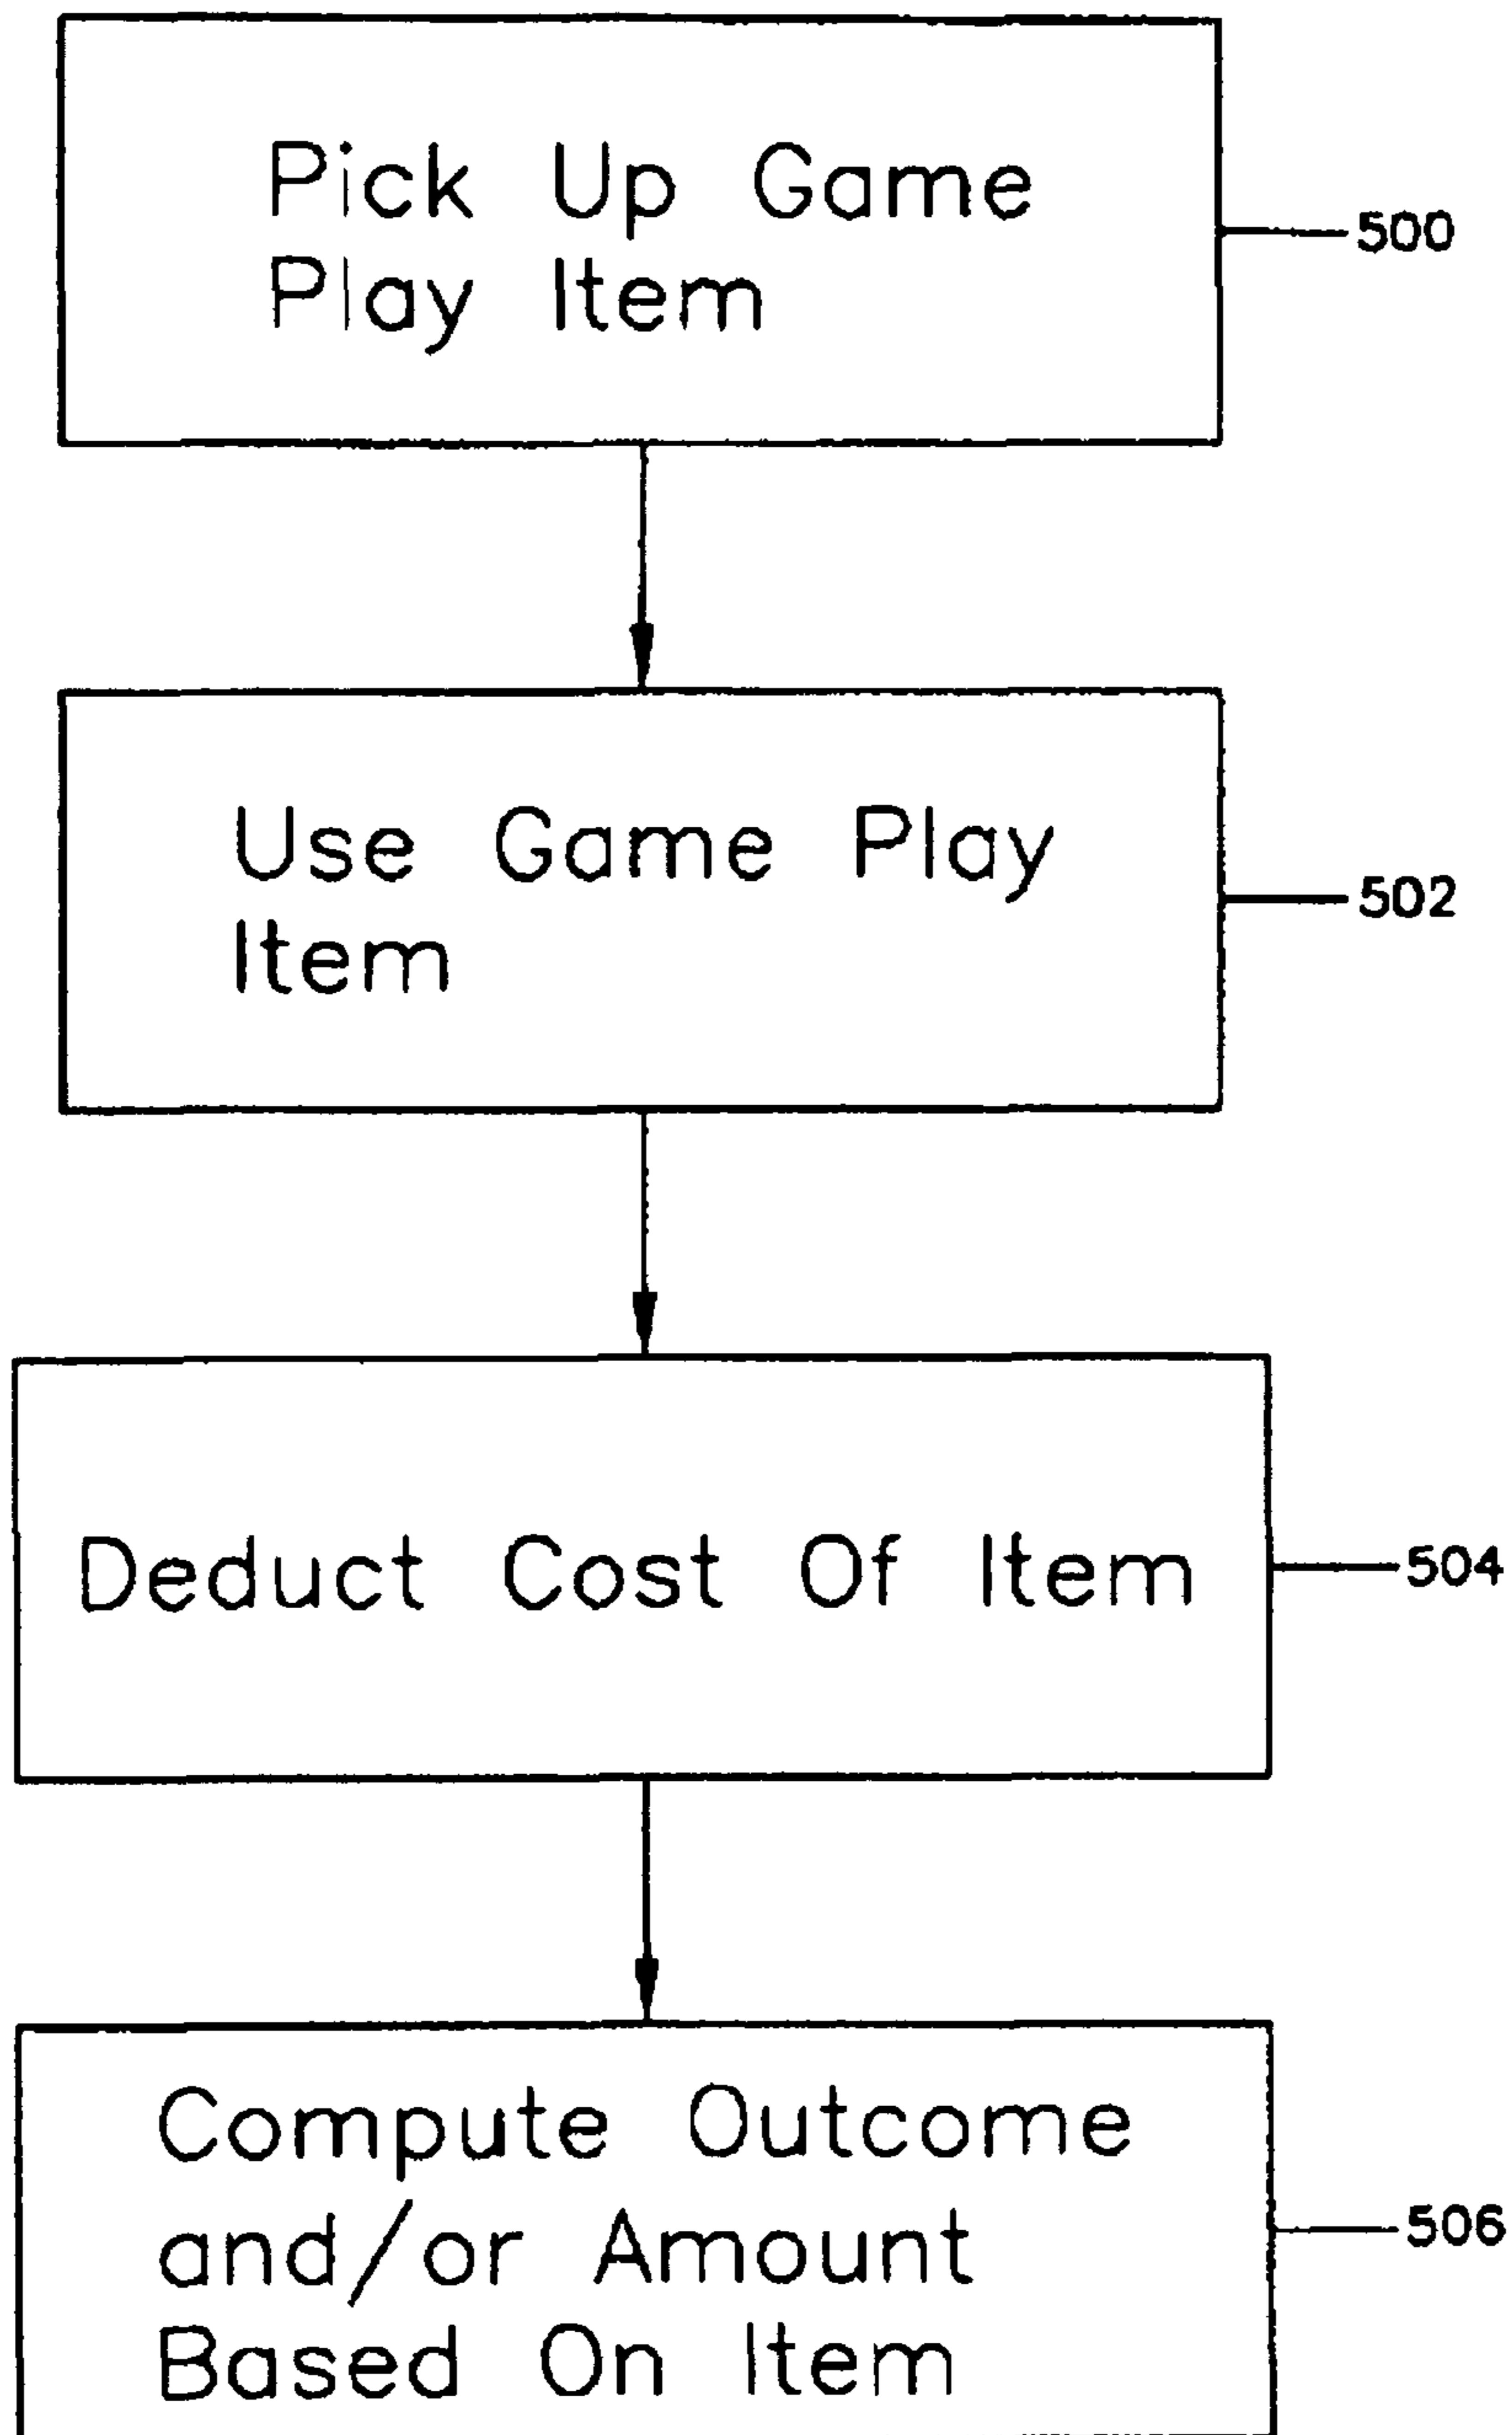 Pick Up Game
Play Item
500
Use Game Play
Item
502
Deduct Cost Of Item
504
Compute Outcome
and/or Amount
Based On Item
506